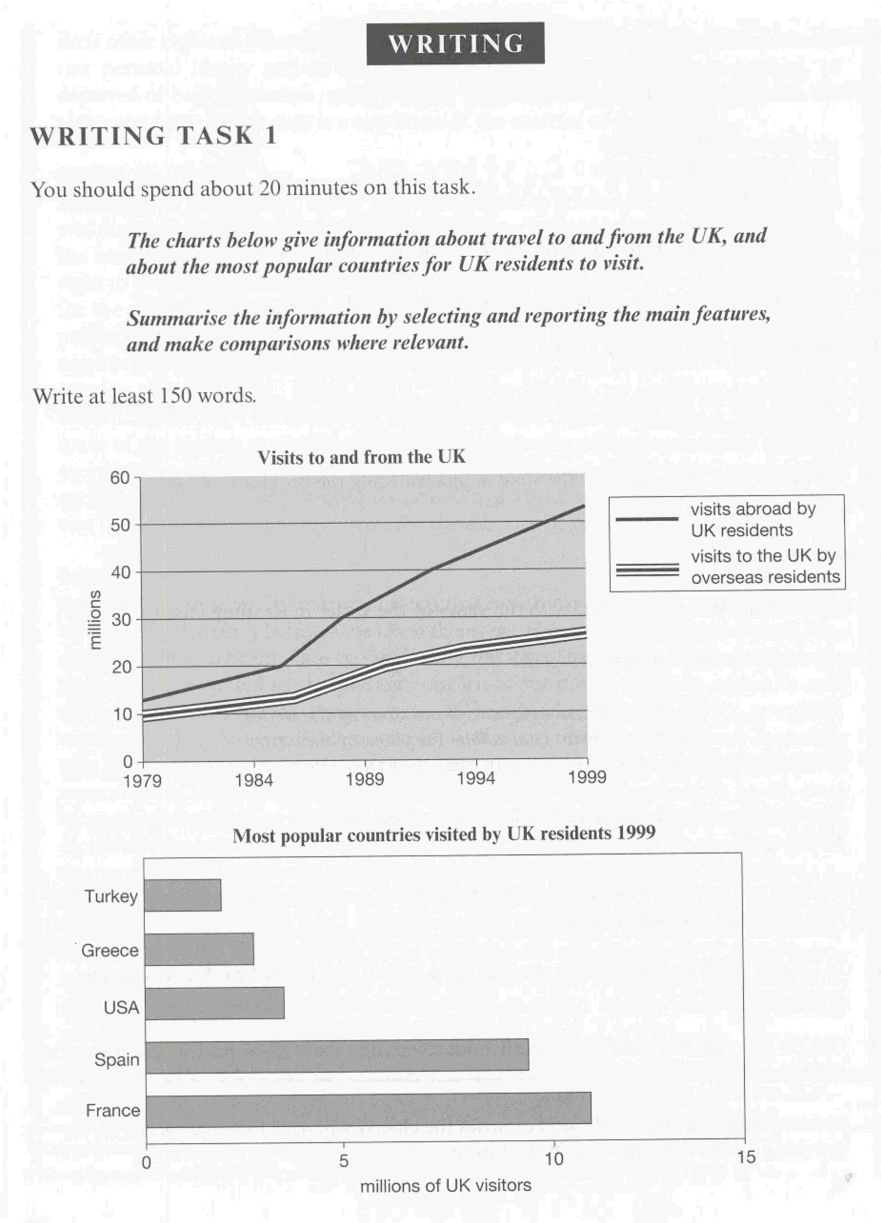 WRITING
WRITING TASK 1
You should spend about 20 minutes on this task.
The charts below give information about travel to and from the UK, and
about the most popular countries for UK residents to visit.
Summarise the information by selecting and reporting the main features,
and make comparisons where relevant.
Write at least 150 words.
Visits to and from the UK
60
50
40
30
20
10
0
millions
1979 1984 1989 1994 1999
visits abroad by
UK residents
visits to the UK by
overseas residents
Most popular countries visited by UK residents 1999
Turkey
Greece
USA
Spain
France
0 5 10 15
millions of UK visitors